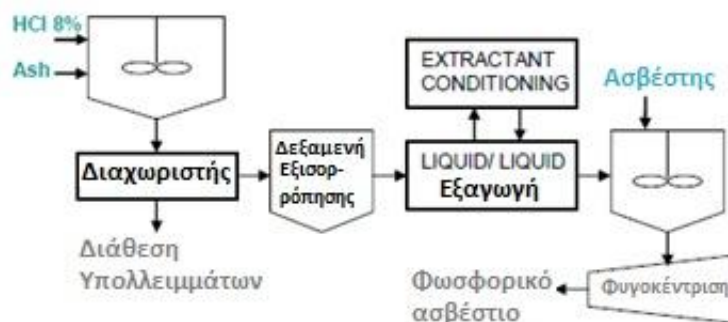 HCl 8%
Ash
Διαχωριστής
Διάθεση
Υπολλειμμάτων
Δεξαμενή
Εξισορ-
ρόπησης
EXTRACTANT
CONDITIONING
LIQUID/ LIQUID
Εξαγωγή
Ασβέστης
Φυγοκέντριση
Φωσφορικό
ασβέστιο